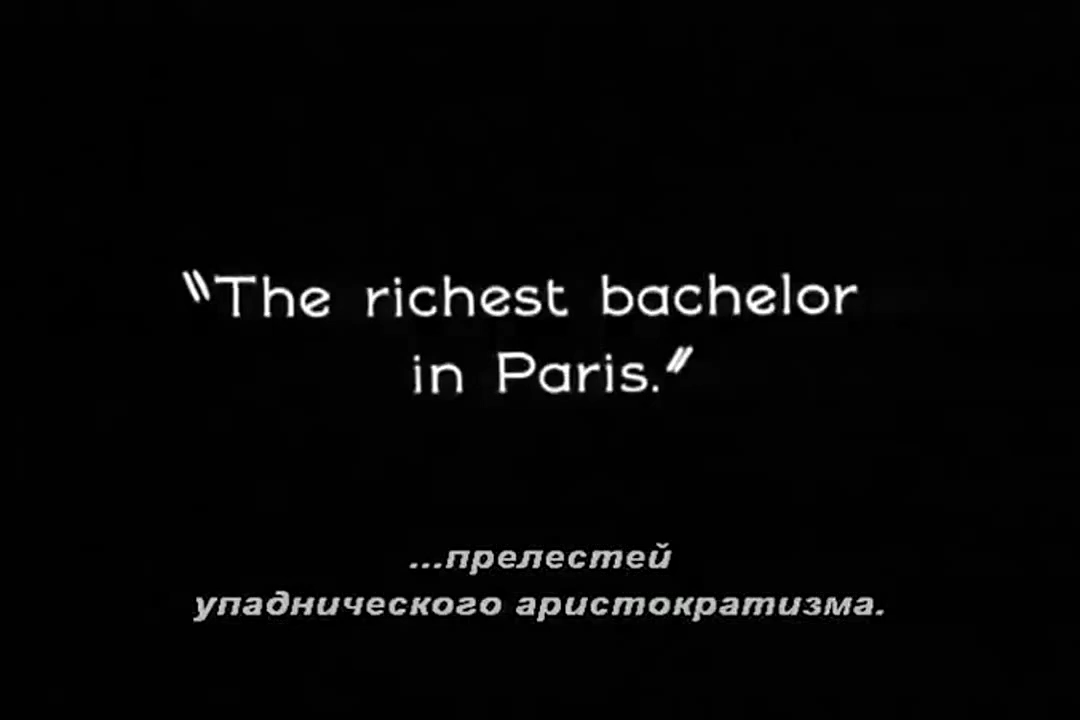 "The richest bachelor
in Paris."
...прелестей
упаднического аристократизма.